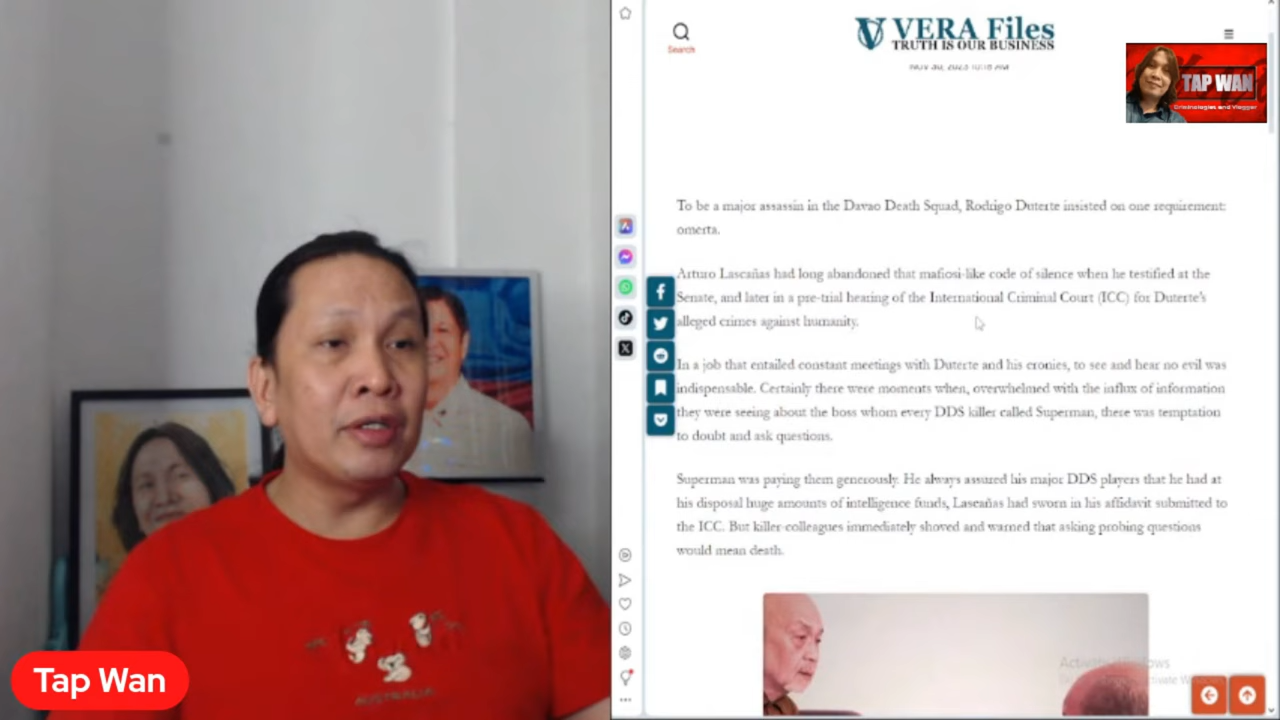 VERA Files
TRUTH IS OUR BUSINESS
Search
TAP WAN
Criminologist and Vlogger
To be a major assassin in the Davao Death Squad, Rodrigo Duterte insisted on one requirement:
omerta.
Arturo Lascañas had long abandoned that mafiosi-like code of silence when he testified at the
Senate, and later in a pre-trial hearing of the International Criminal Court (ICC) for Duterte's
alleged crimes against humanity.
In a job that entailed constant meetings with Duterte and his cronies, to see and hear no evil was
indispensable. Certainly there were moments when, overwhelmed with the influx of information
they were seeing about the boss whom every DDS killer called Superman, there was temptation
to doubt and ask questions.
Superman was paying them generously. He always assured his major DDS players that he had at
his disposal huge amounts of intelligence funds, Lascañas had sworn in his affidavit submitted to
the ICC. But killer-colleagues immediately shoved and warned that asking probing questions
would mean death.
AUSTRALIA
Tap Wan